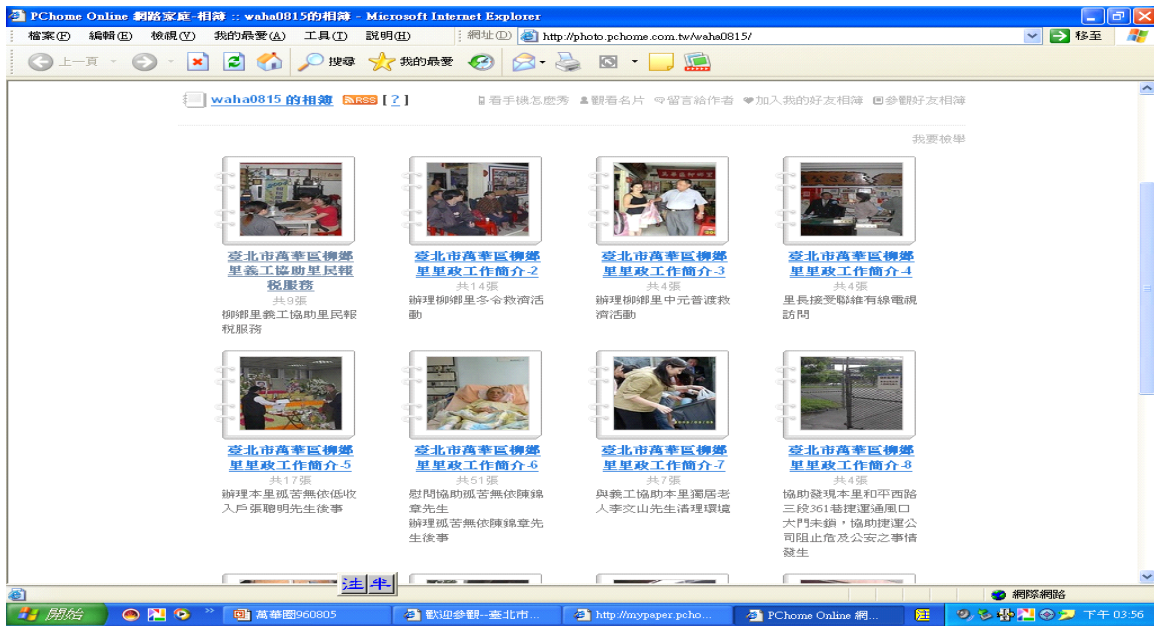 PChome Online 網路家庭-相簿 :: waha0815的相簿 - Microsoft Internet Explorer
檔案(F) 編輯(E) 檢視(V) 我的最愛(A) 工具(T) 說明(H) 網址(D) http://photo.pchome.com.tw/waha0815/ 移至
上一頁 搜尋 我的最愛
waha0815 的相簿 RSS [ ? ] 看手機怎麼秀 觀看名片 留言給作者 加入我的好友相簿 參觀好友相簿
我要檢舉
臺北市萬華區柳鄉
里義工協助里民報
稅服務
共9張
柳鄉里義工協助里民報
稅服務
臺北市萬華區柳鄉
里里政工作簡介-2
共14張
辦理柳鄉里冬令救濟活
動
臺北市萬華區柳鄉
里里政工作簡介-3
共4張
辦理柳鄉里中元普渡救
濟活動
臺北市萬華區柳鄉
里里政工作簡介-4
共4張
里長接受聯維有線電視
訪問
臺北市萬華區柳鄉
里里政工作簡介-5
共17張
辦理本里孤苦無依低收
入戶張聰明先生後事
臺北市萬華區柳鄉
里里政工作簡介-6
共51張
慰問協助孤苦無依陳錦
章先生
辦理孤苦無依陳錦章先
生後事
臺北市萬華區柳鄉
里里政工作簡介-7
共7張
與義工協助本里獨居老
人李文山先生清理環境
臺北市萬華區柳鄉
里里政工作簡介-8
共4張
協助發現本里和平西路
三段361巷捷運通風口
大門未鎖，協助捷運公
司阻止危及公安之事情
發生
半
網際網路
開始 萬華圈960805 歡迎參觀--臺北市... http://mypaper.pcho... PChome Online 網... 下午 03:56